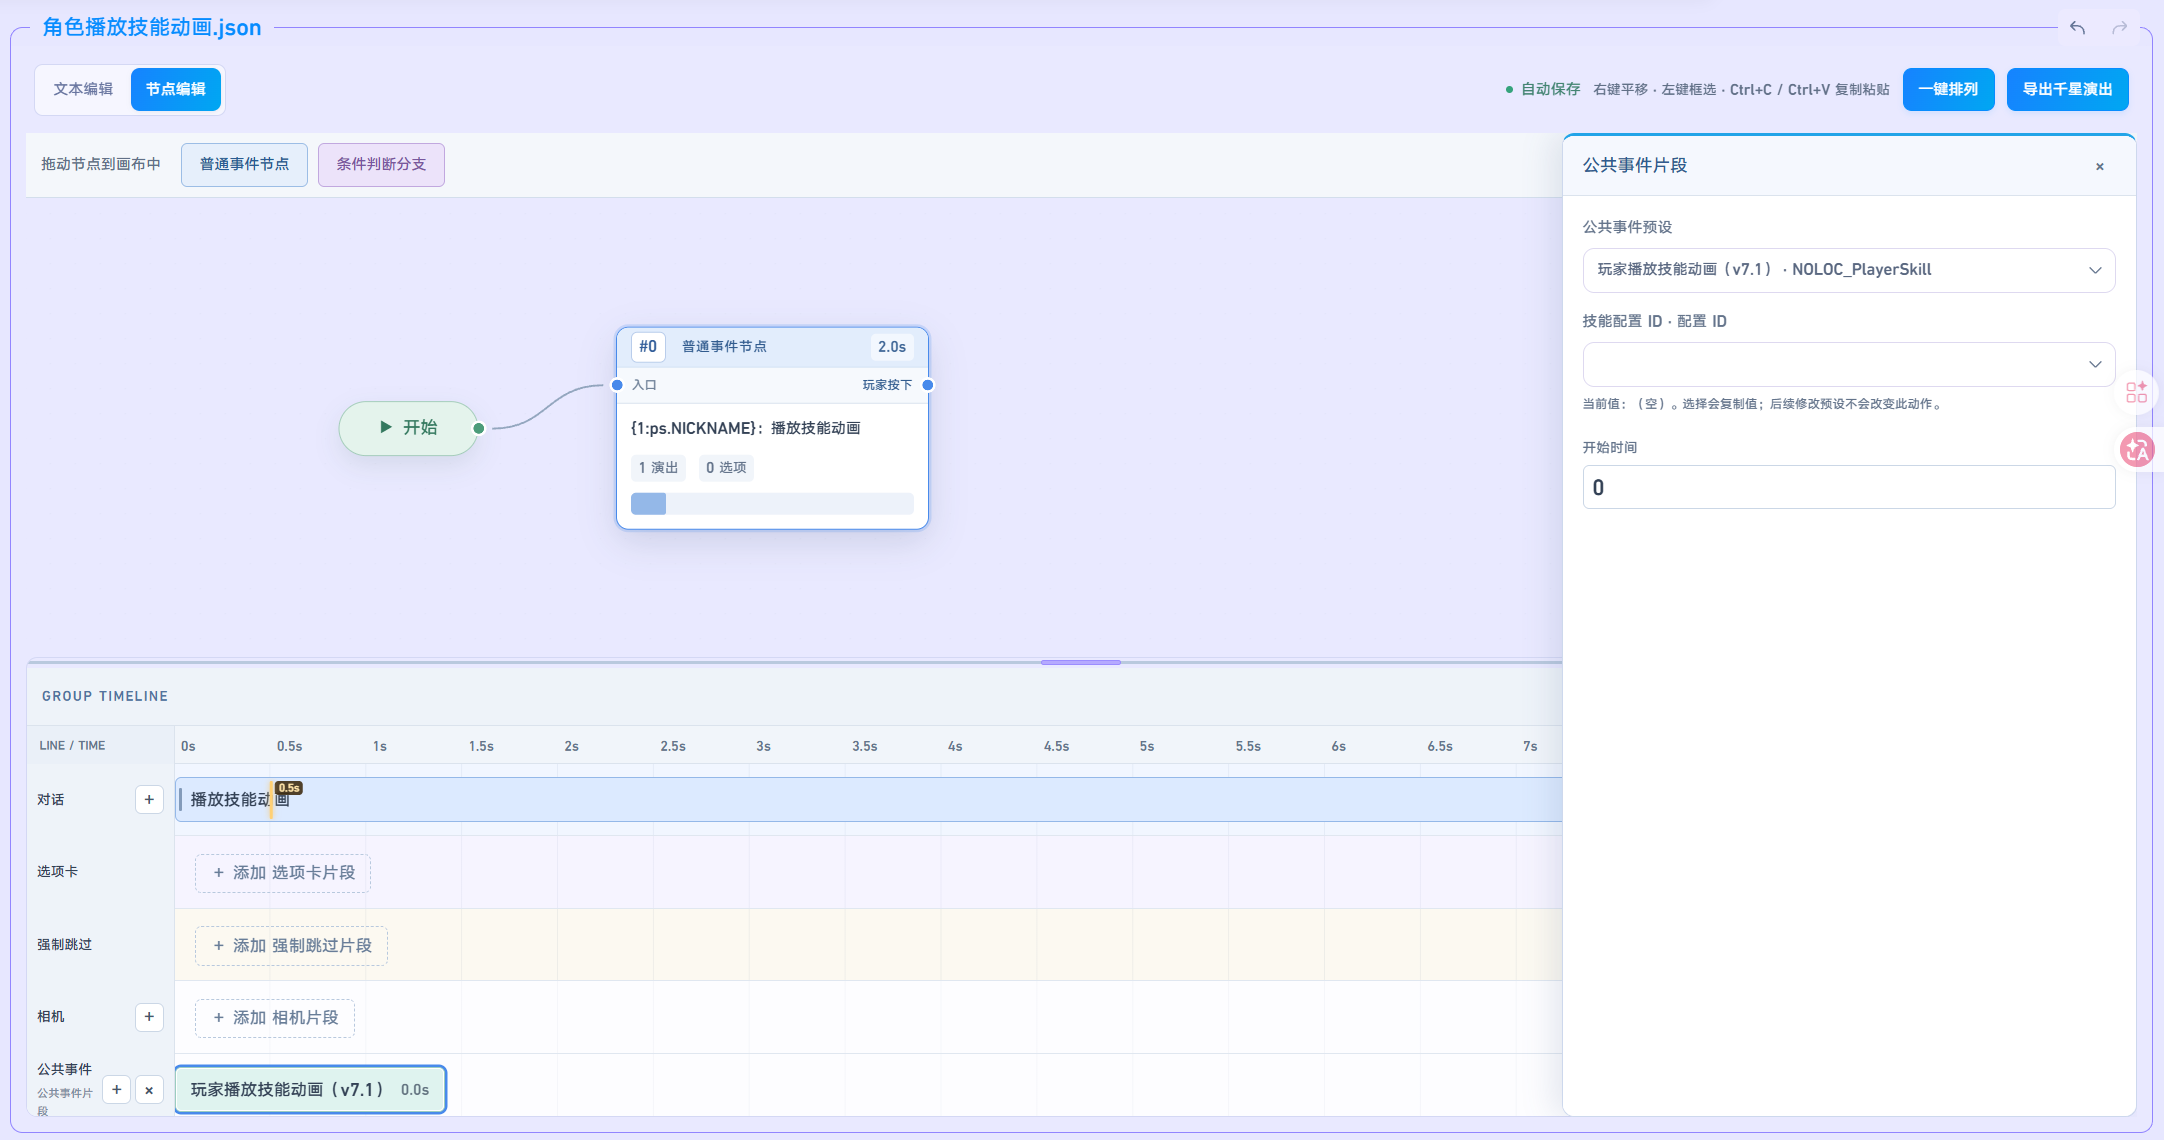 角色播放技能动画.json
文本编辑
节点编辑
自动保存
右键平移 · 左键框选 · Ctrl+C / Ctrl+V 复制粘贴
一键排列
导出千星演出
拖动节点到画布中
普通事件节点
条件判断分支
公共事件片段
×
公共事件预设
玩家播放技能动画（v7.1） · NOLOC_PlayerSkill
技能配置 ID · 配置 ID
当前值：（空）。选择会复制值；后续修改预设不会改变此动作。
开始时间
0
开始
#0
普通事件节点
2.0s
入口
玩家按下
{1:ps.NICKNAME}：播放技能动画
1 演出
0 选项
GROUP TIMELINE
LINE / TIME
0s
0.5s
1s
1.5s
2s
2.5s
3s
3.5s
4s
4.5s
5s
5.5s
6s
6.5s
7s
对话
+
播放技能动画
0.5s
选项卡
+ 添加 选项卡片段
强制跳过
+ 添加 强制跳过片段
相机
+
+ 添加 相机片段
公共事件
公共事件片
段
+
×
玩家播放技能动画（v7.1）
0.0s